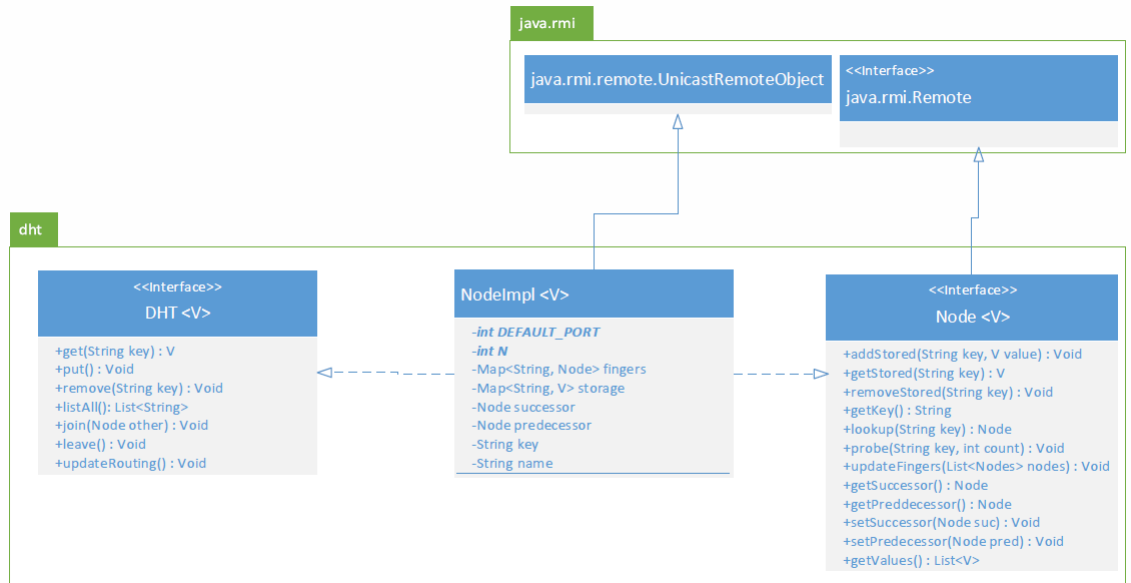 java.rmi
java.rmi.remote.UnicastRemoteObject
<<Interface>>
java.rmi.Remote
dht
<<Interface>>
DHT <V>
+get(String key) : V
+put() : Void
+remove(String key) : Void
+listAll(): List<String>
+join(Node other) : Void
+leave() : Void
+updateRouting() : Void
NodeImpl <V>
-int DEFAULT_PORT
-int N
-Map<String, Node> fingers
-Map<String, V> storage
-Node successor
-Node predecessor
-String key
-String name
<<Interface>>
Node <V>
+addStored(String key, V value) : Void
+getStored(String key) : V
+removeStored(String key) : Void
+getKey() : String
+lookup(String key) : Node
+probe(String key, int count) : Void
+updateFingers(List<Nodes> nodes) : Void
+getSuccessor() : Node
+getPreddecessor() : Node
+setSuccessor(Node suc) : Void
+setPredecessor(Node pred) : Void
+getValues() : List<V>